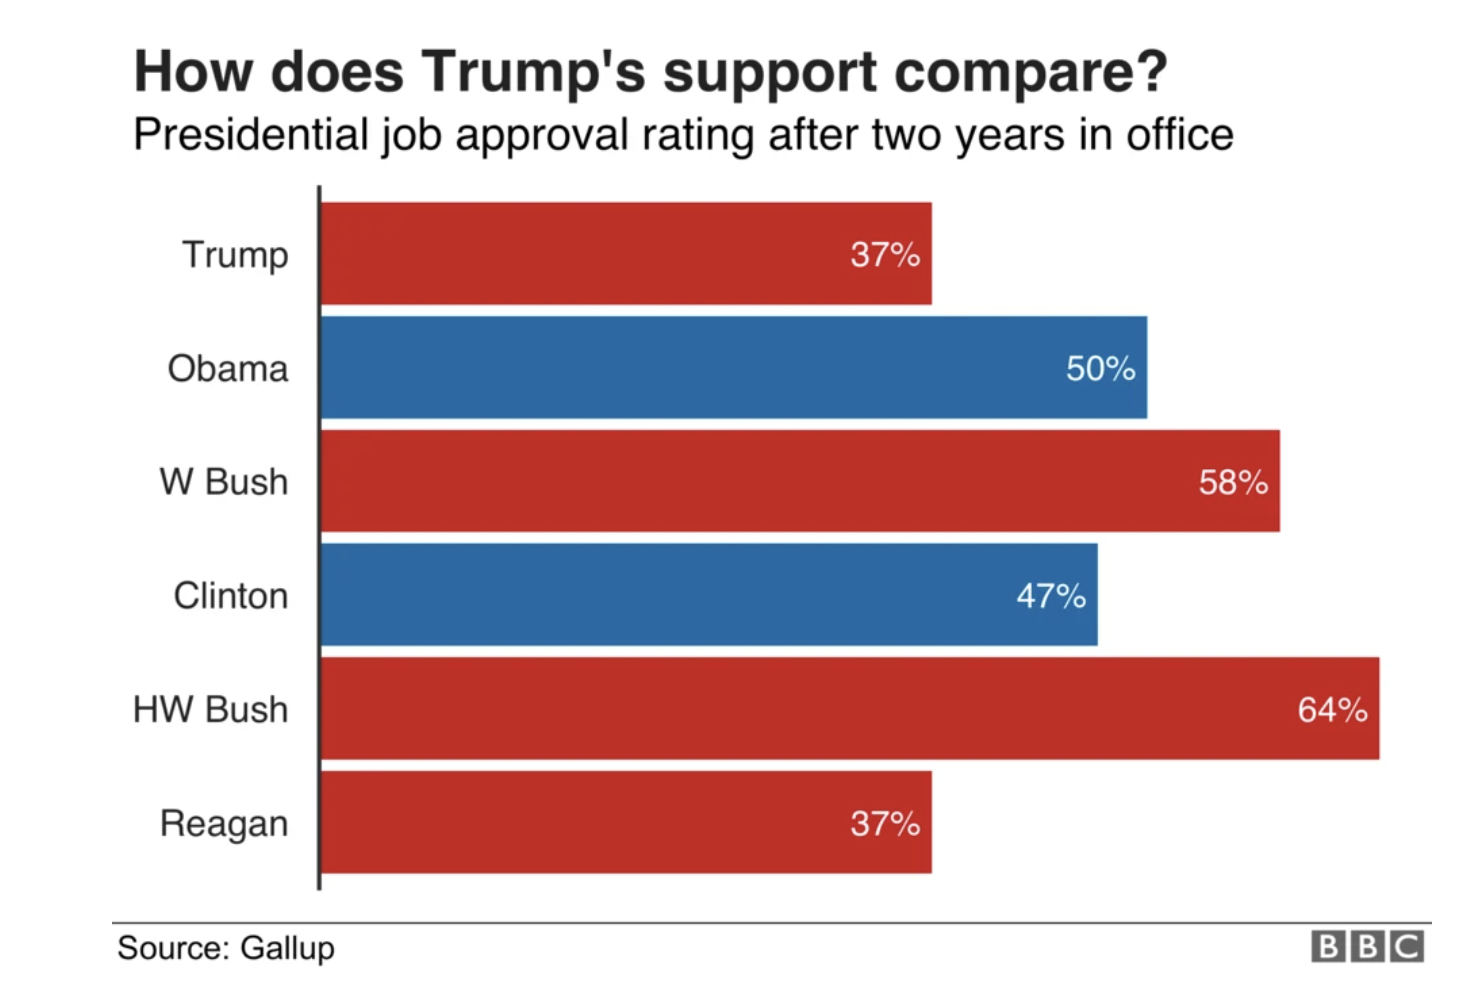 How does Trump's support compare?
Presidential job approval rating after two years in office
Trump 37%
Obama 50%
W Bush 58%
Clinton 47%
HW Bush 64%
Reagan 37%
Source: Gallup BBC